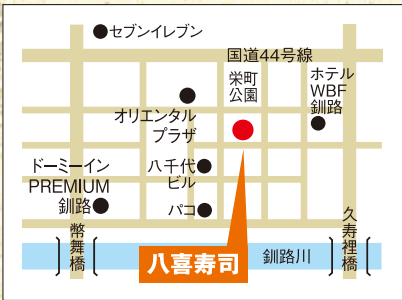 セブンイレブン
国道44号線
栄町
公園
ホテル
WBF
釧路
オリエンタル
プラザ
ドーミーイン
PREMIUM
釧路
八千代
ビル
パコ
幣舞橋
八喜寿司
釧路川
久寿里橋